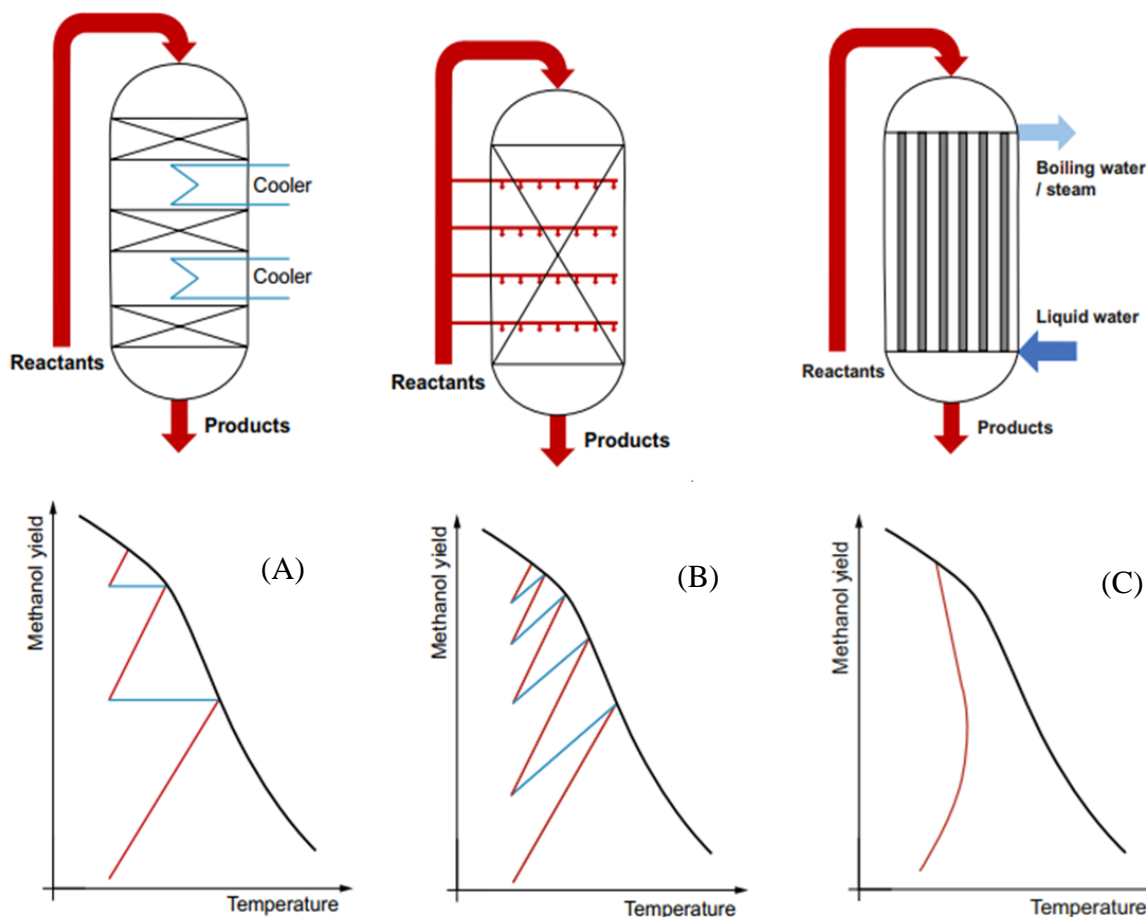 Cooler
Cooler
Reactants
Products
Reactants
Products
Boiling water
/ steam
Liquid water
Reactants
Products
Methanol yield
(A)
Temperature
Methanol yield
(B)
Temperature
Methanol yield
(C)
Temperature